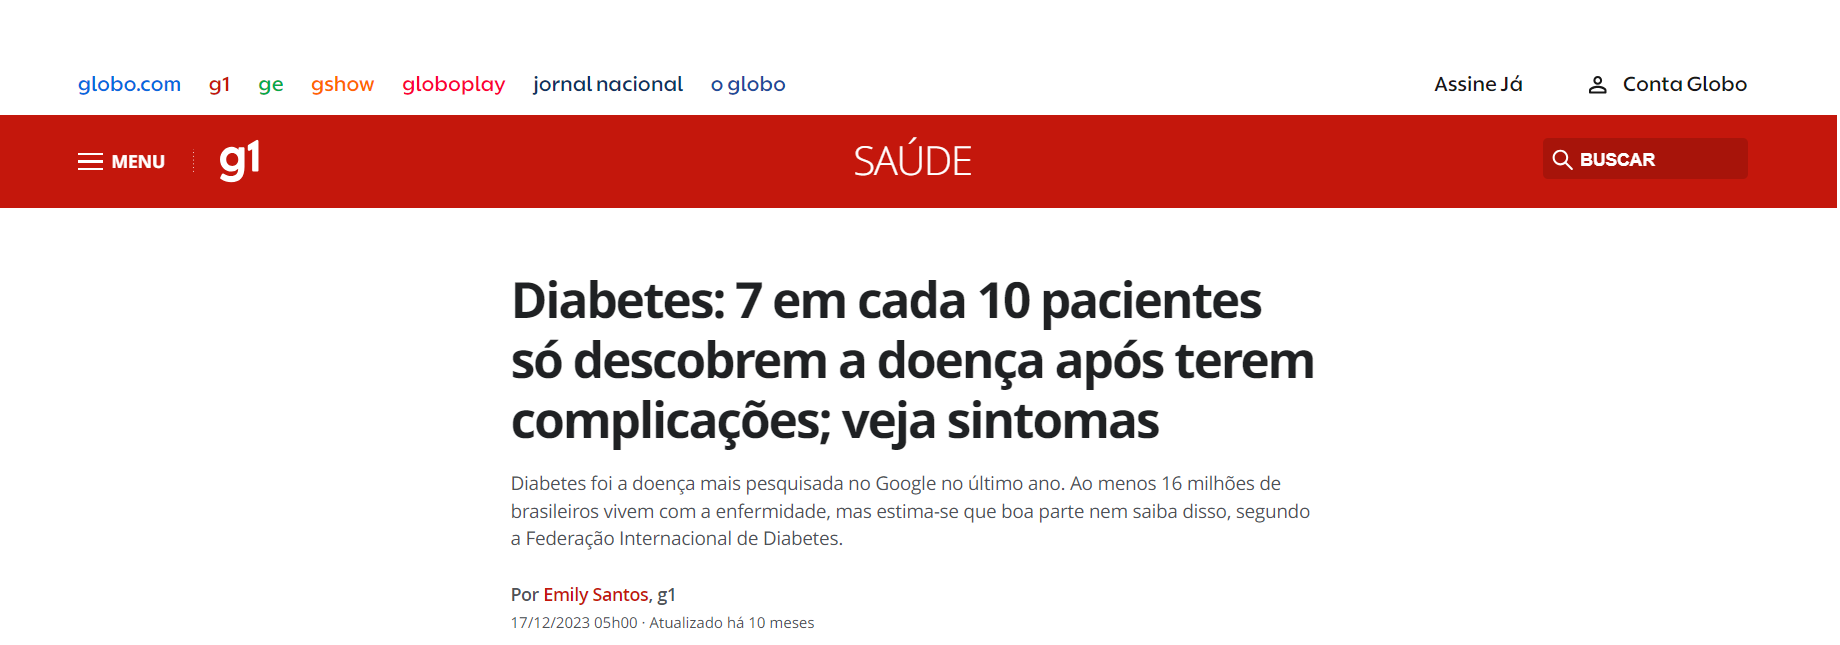 globo.com g1 ge gshow globoplay jornal nacional o globo Assine Já Conta Globo
MENU g1 SAÚDE BUSCAR
Diabetes: 7 em cada 10 pacientes
só descobrem a doença após terem
complicações; veja sintomas
Diabetes foi a doença mais pesquisada no Google no último ano. Ao menos 16 milhões de
brasileiros vivem com a enfermidade, mas estima-se que boa parte nem saiba disso, segundo
a Federação Internacional de Diabetes.
Por Emily Santos, g1
17/12/2023 05h00 · Atualizado há 10 meses